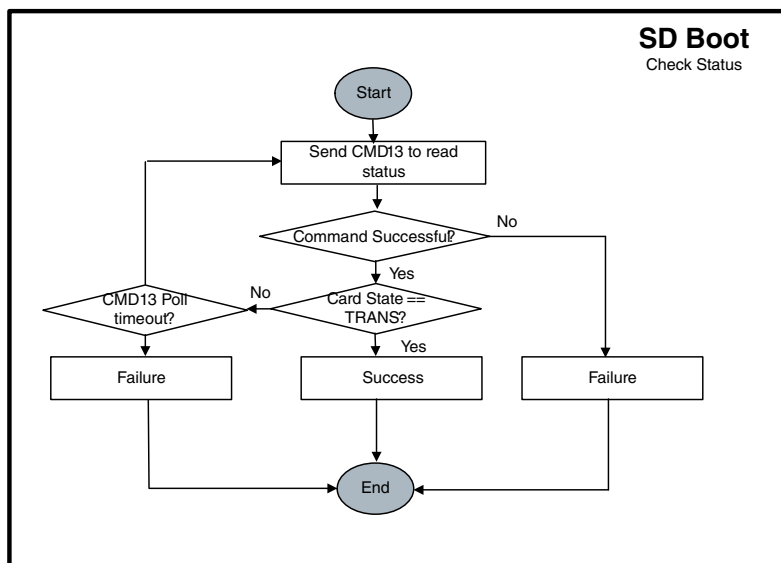 SD Boot
Check Status
Start
Send CMD13 to read
status
Command Successful?
No
Yes
Card State ==
TRANS?
No
CMD13 Poll
timeout?
Yes
Failure
Success
Failure
End